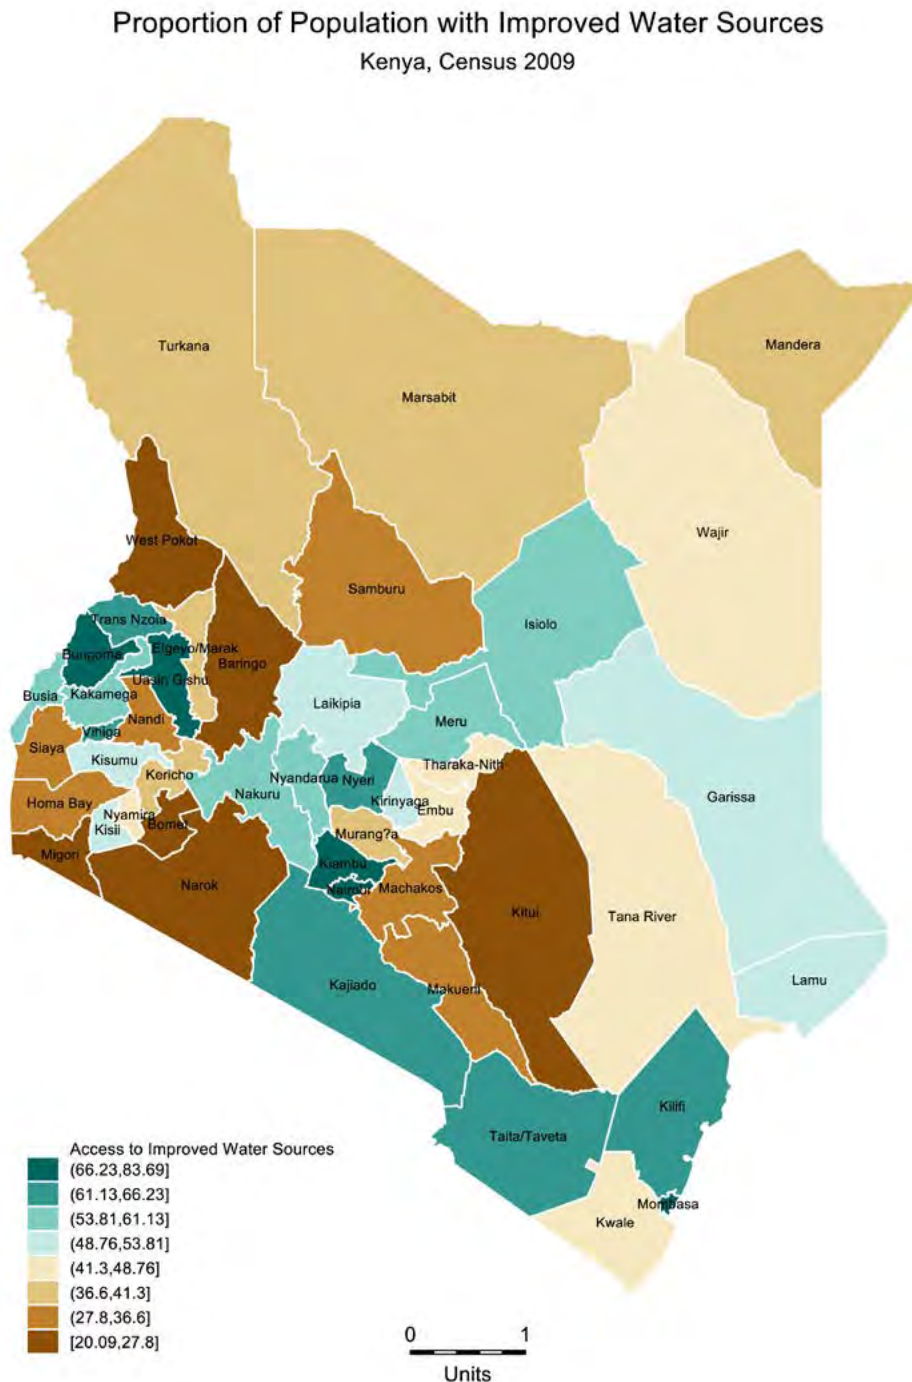 Proportion of Population with Improved Water Sources
Kenya, Census 2009
Turkana
Mandera
Marsabit
Wajir
West Pokot
Samburu
Trans Nzoia
Isiolo
Elgeyo/Marak
Bungoma
Baringo
Uasin Gishu
Busia
Kakamega
Laikipia
Nandi
Meru
Vihiga
Siaya
Kisumu
Tharaka-Nith
Kericho
Nyandarua
Nyeri
Nakuru
Garissa
Homa Bay
Kirinyaga
Nyamira
Embu
Kisii
Bomet
Murang?a
Migori
Kiambu
Narok
Nairobi
Machakos
Kitui
Tana River
Kajiado
Makueni
Lamu
Kilifi
Taita/Taveta
Mombasa
Kwale
Access to Improved Water Sources
(66.23,83.69]
(61.13,66.23]
(53.81,61.13]
(48.76,53.81]
(41.3,48.76]
(36.6,41.3]
(27.8,36.6]
[20.09,27.8]
0 1
Units